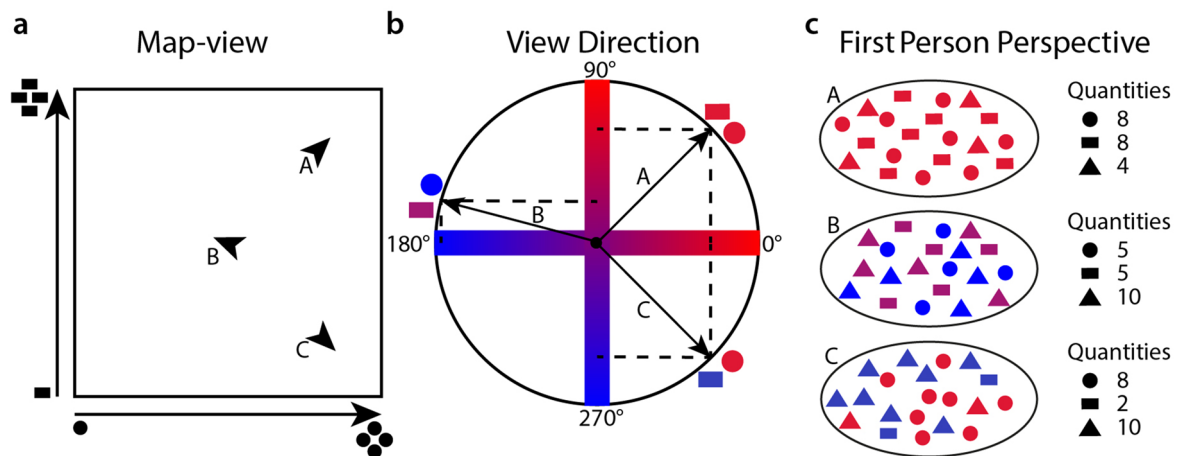 a
Map-view
A
B
C
b
View Direction
90°
A
B
180°
0°
C
270°
c
First Person Perspective
A
Quantities
8
8
4
B
Quantities
5
5
10
C
Quantities
8
2
10